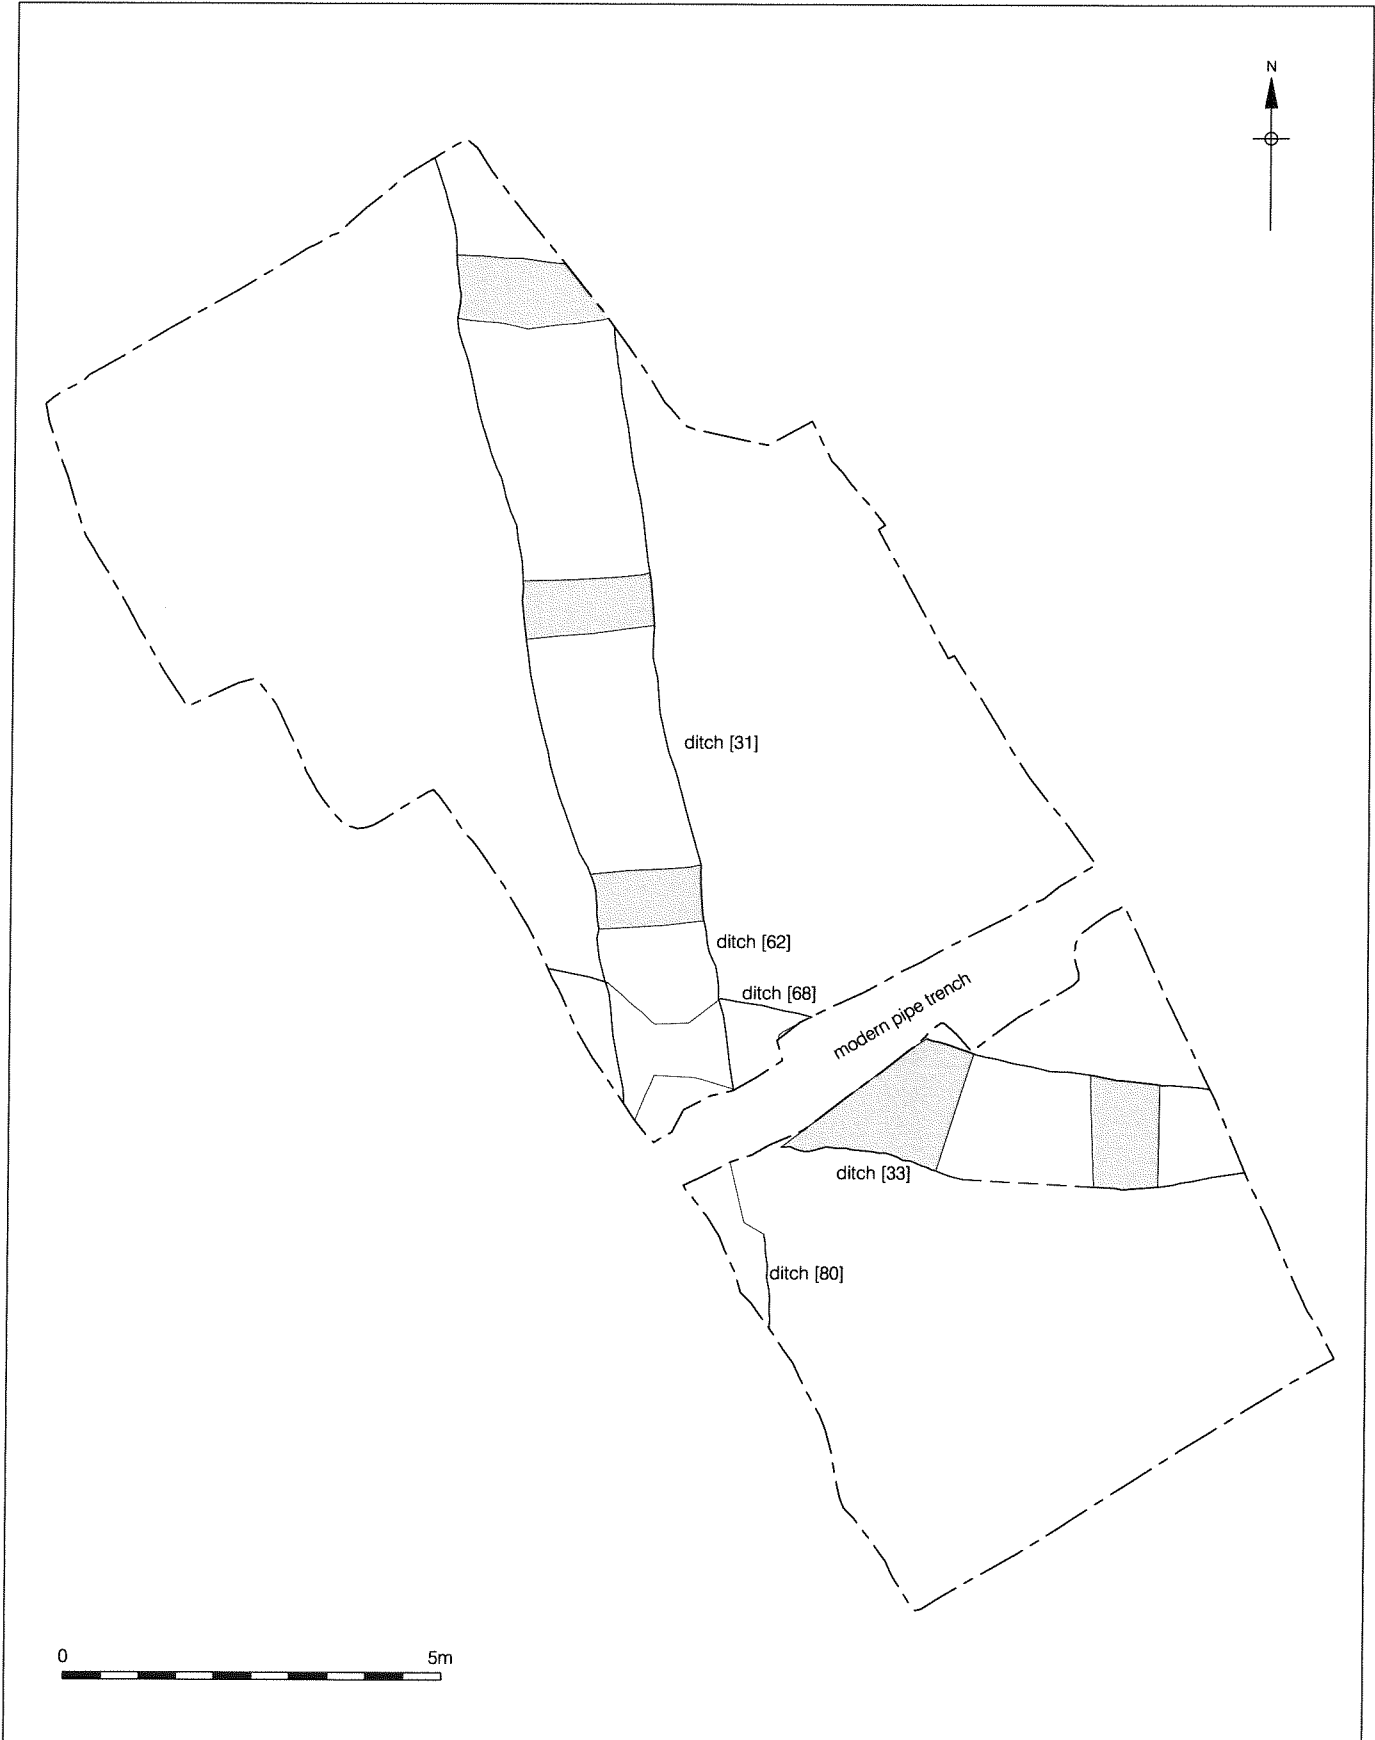 N
ditch [31]
ditch [62]
ditch [68]
modern pipe trench
ditch [33]
ditch [80]
0 5m